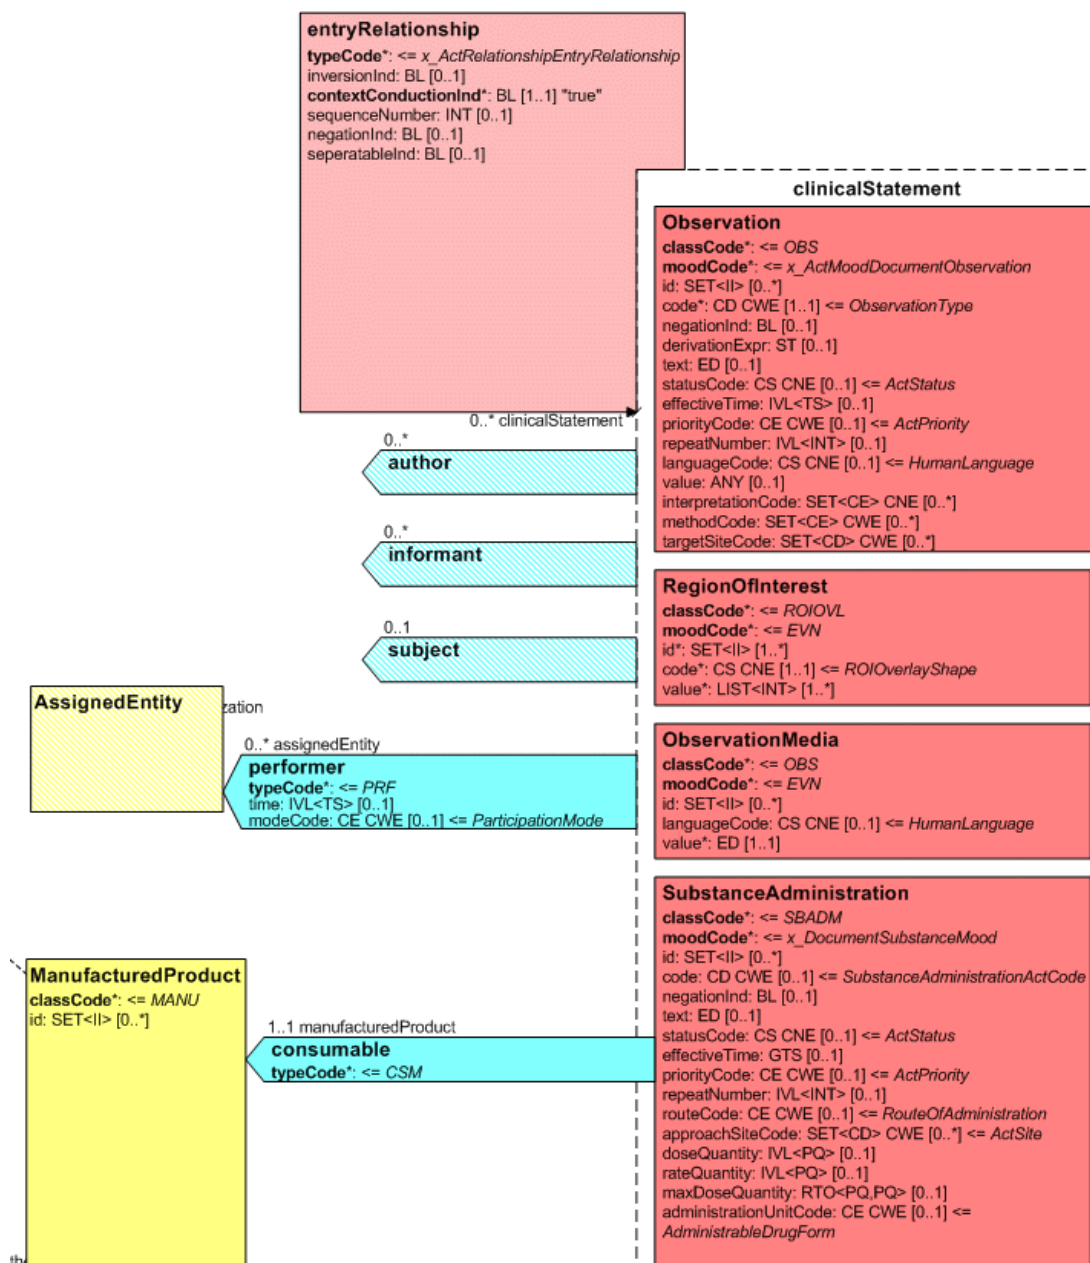 entryRelationship
typeCode*: <= x_ActRelationshipEntryRelationship
inversionInd: BL [0..1]
contextConductionInd*: BL [1..1] "true"
sequenceNumber: INT [0..1]
negationInd: BL [0..1]
seperatableInd: BL [0..1]
0..* clinicalStatement
clinicalStatement
Observation
classCode*: <= OBS
moodCode*: <= x_ActMoodDocumentObservation
id: SET<II> [0..*]
code*: CD CWE [1..1] <= ObservationType
negationInd: BL [0..1]
derivationExpr: ST [0..1]
text: ED [0..1]
statusCode: CS CNE [0..1] <= ActStatus
effectiveTime: IVL<TS> [0..1]
priorityCode: CE CWE [0..1] <= ActPriority
repeatNumber: IVL<INT> [0..1]
languageCode: CS CNE [0..1] <= HumanLanguage
value: ANY [0..1]
interpretationCode: SET<CE> CNE [0..*]
methodCode: SET<CE> CWE [0..*]
targetSiteCode: SET<CD> CWE [0..*]
0..*
author
0..*
informant
0..1
subject
RegionOfInterest
classCode*: <= ROIOVL
moodCode*: <= EVN
id*: SET<II> [1..*]
code*: CS CNE [1..1] <= ROIOverlayShape
value*: LIST<INT> [1..*]
AssignedEntity
zation
0..* assignedEntity
performer
typeCode*: <= PRF
time: IVL<TS> [0..1]
modeCode: CE CWE [0..1] <= ParticipationMode
ObservationMedia
classCode*: <= OBS
moodCode*: <= EVN
id: SET<II> [0..*]
languageCode: CS CNE [0..1] <= HumanLanguage
value*: ED [1..1]
SubstanceAdministration
classCode*: <= SBADM
moodCode*: <= x_DocumentSubstanceMood
id: SET<II> [0..*]
code: CD CWE [0..1] <= SubstanceAdministrationActCode
negationInd: BL [0..1]
text: ED [0..1]
statusCode: CS CNE [0..1] <= ActStatus
effectiveTime: GTS [0..1]
priorityCode: CE CWE [0..1] <= ActPriority
repeatNumber: IVL<INT> [0..1]
routeCode: CE CWE [0..1] <= RouteOfAdministration
approachSiteCode: SET<CD> CWE [0..*] <= ActSite
doseQuantity: IVL<PQ> [0..1]
rateQuantity: IVL<PQ> [0..1]
maxDoseQuantity: RTO<PQ,PQ> [0..1]
administrationUnitCode: CE CWE [0..1] <=
AdministrableDrugForm
ManufacturedProduct
classCode*: <= MANU
id: SET<II> [0..*]
1..1 manufacturedProduct
consumable
typeCode*: <= CSM